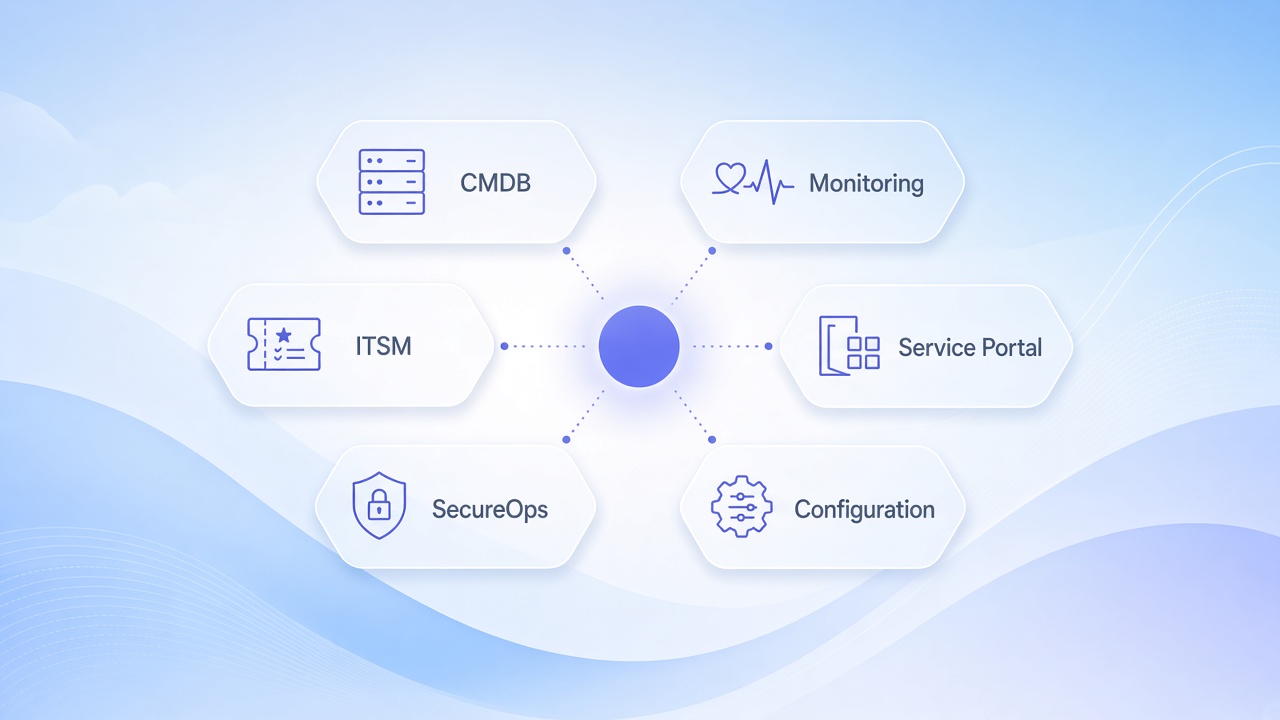 CMDB
Monitoring
ITSM
Service Portal
SecureOps
Configuration